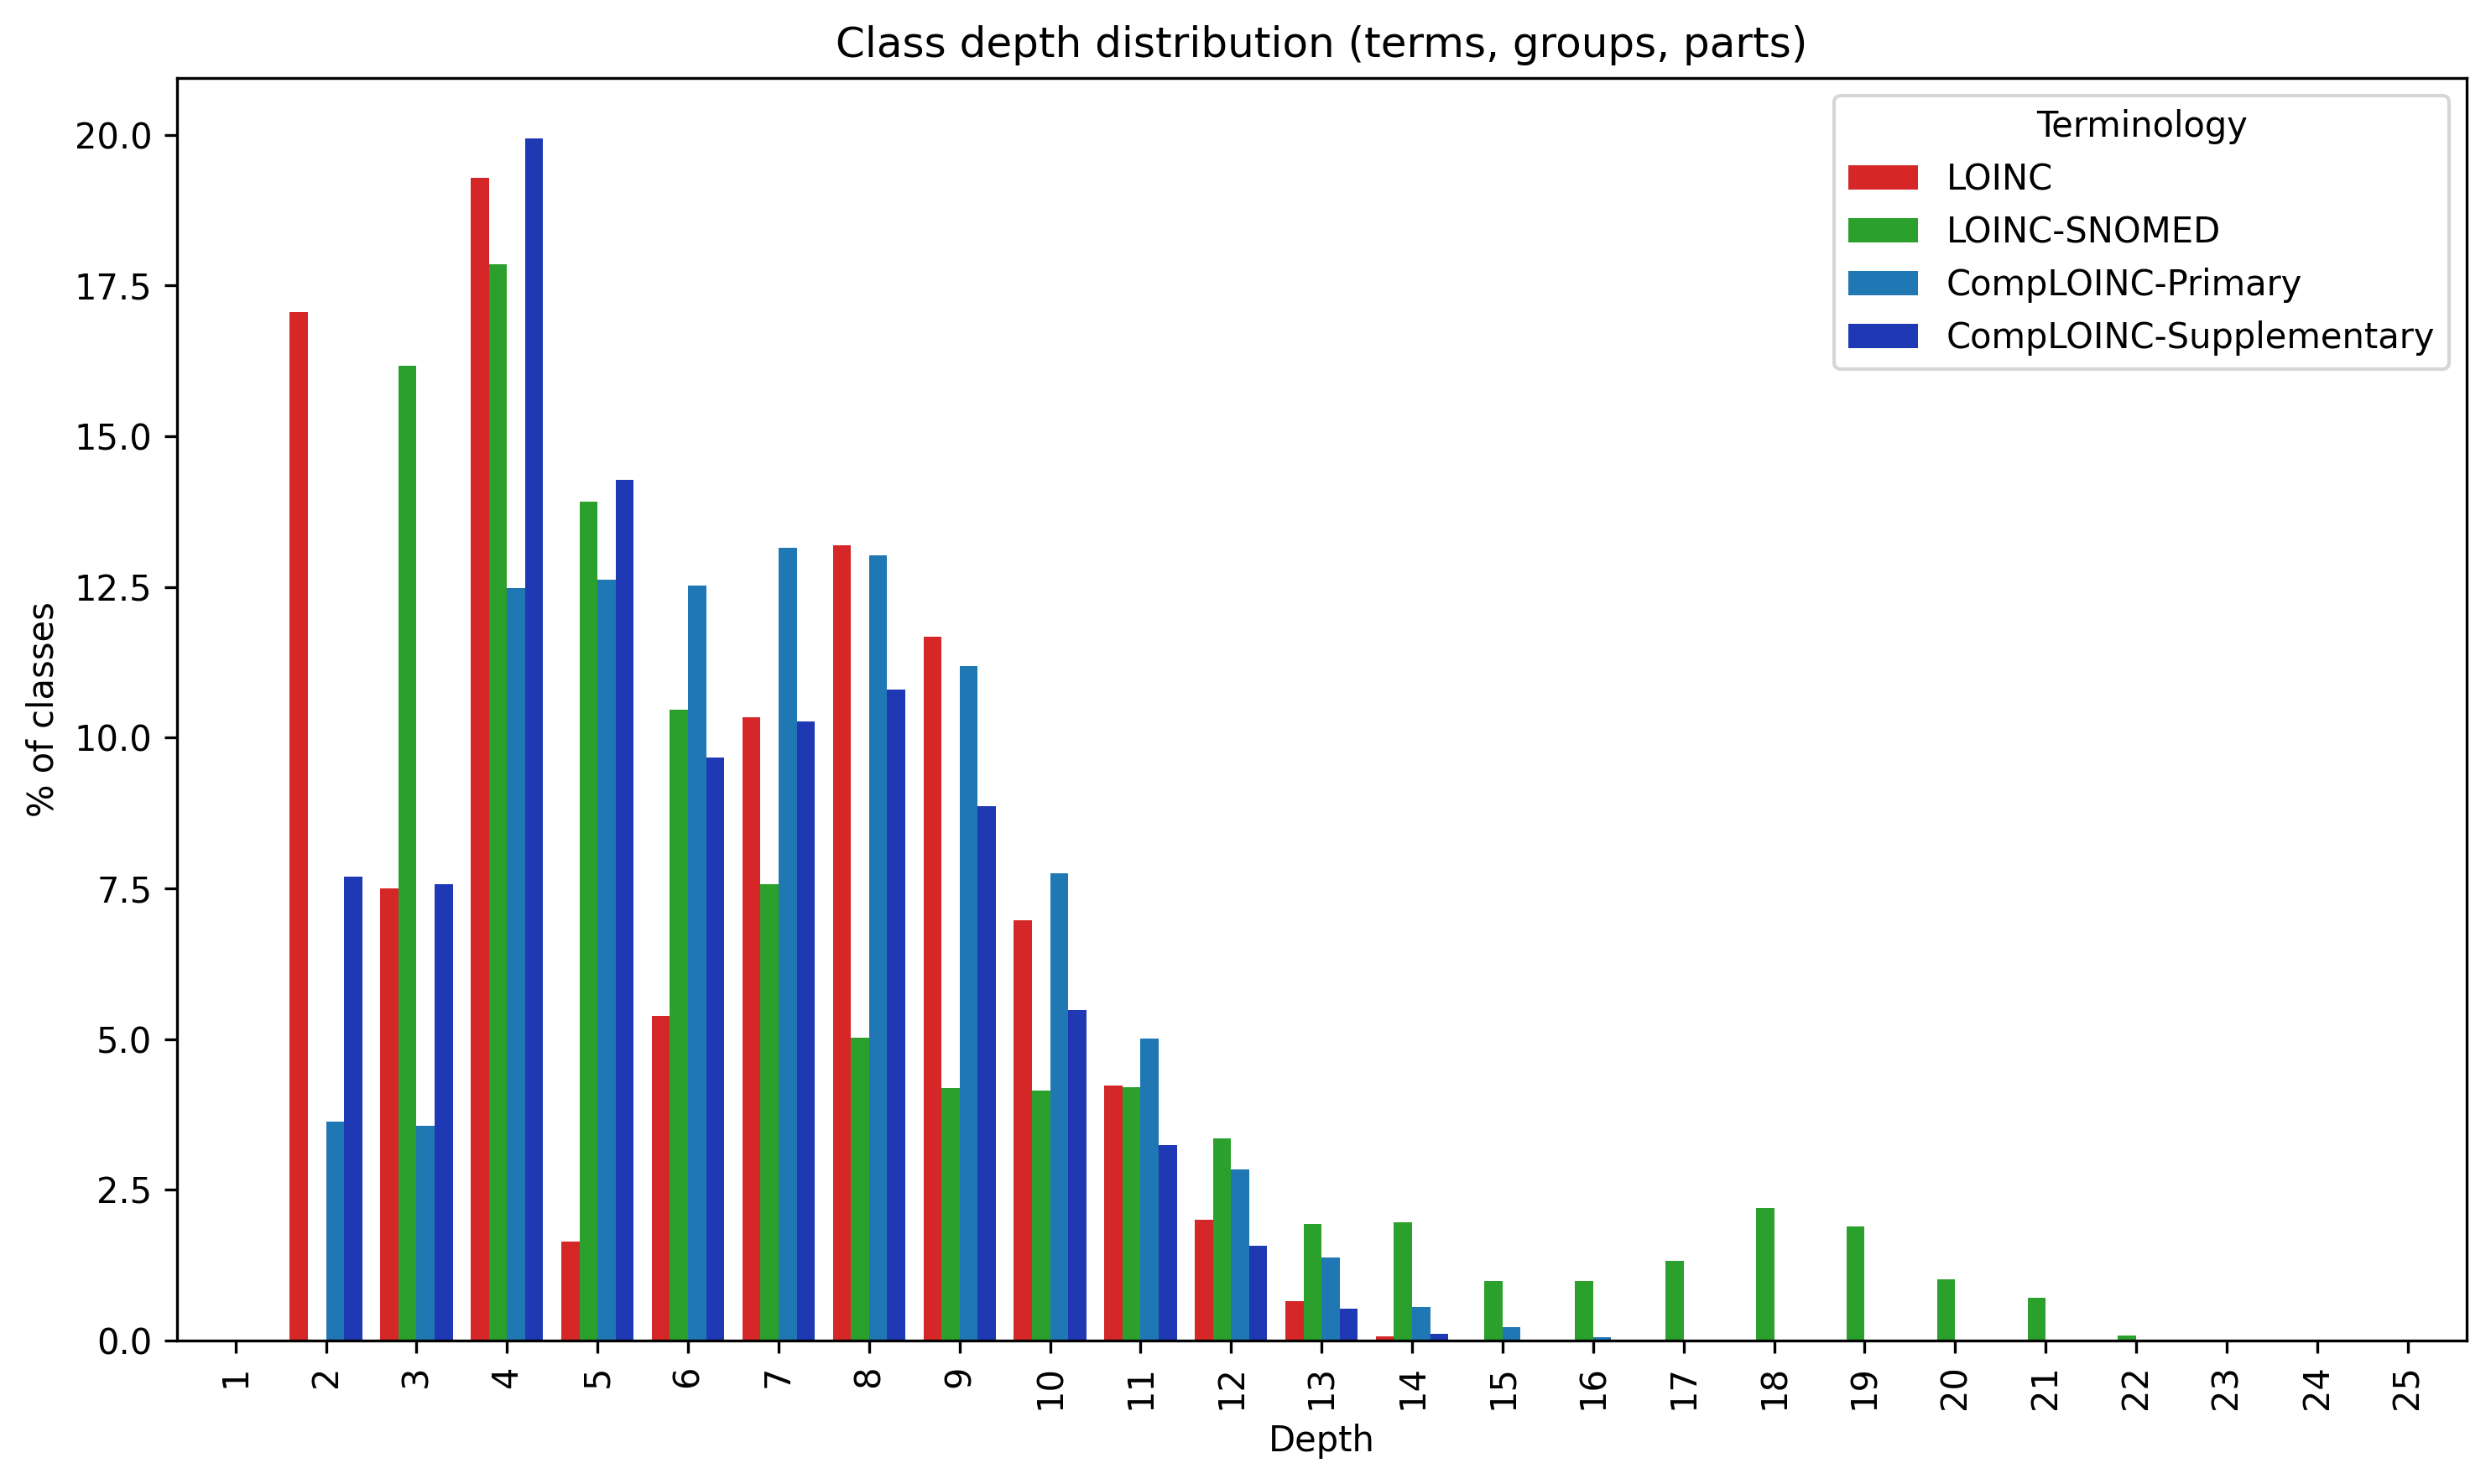 Class depth distribution (terms, groups, parts)
Terminology
LOINC
LOINC-SNOMED
CompLOINC-Primary
CompLOINC-Supplementary
% of classes
20.0
17.5
15.0
12.5
10.0
7.5
5.0
2.5
0.0
1 2 3 4 5 6 7 8 9 10 11 12 13 14 15 16 17 18 19 20 21 22 23 24 25
Depth